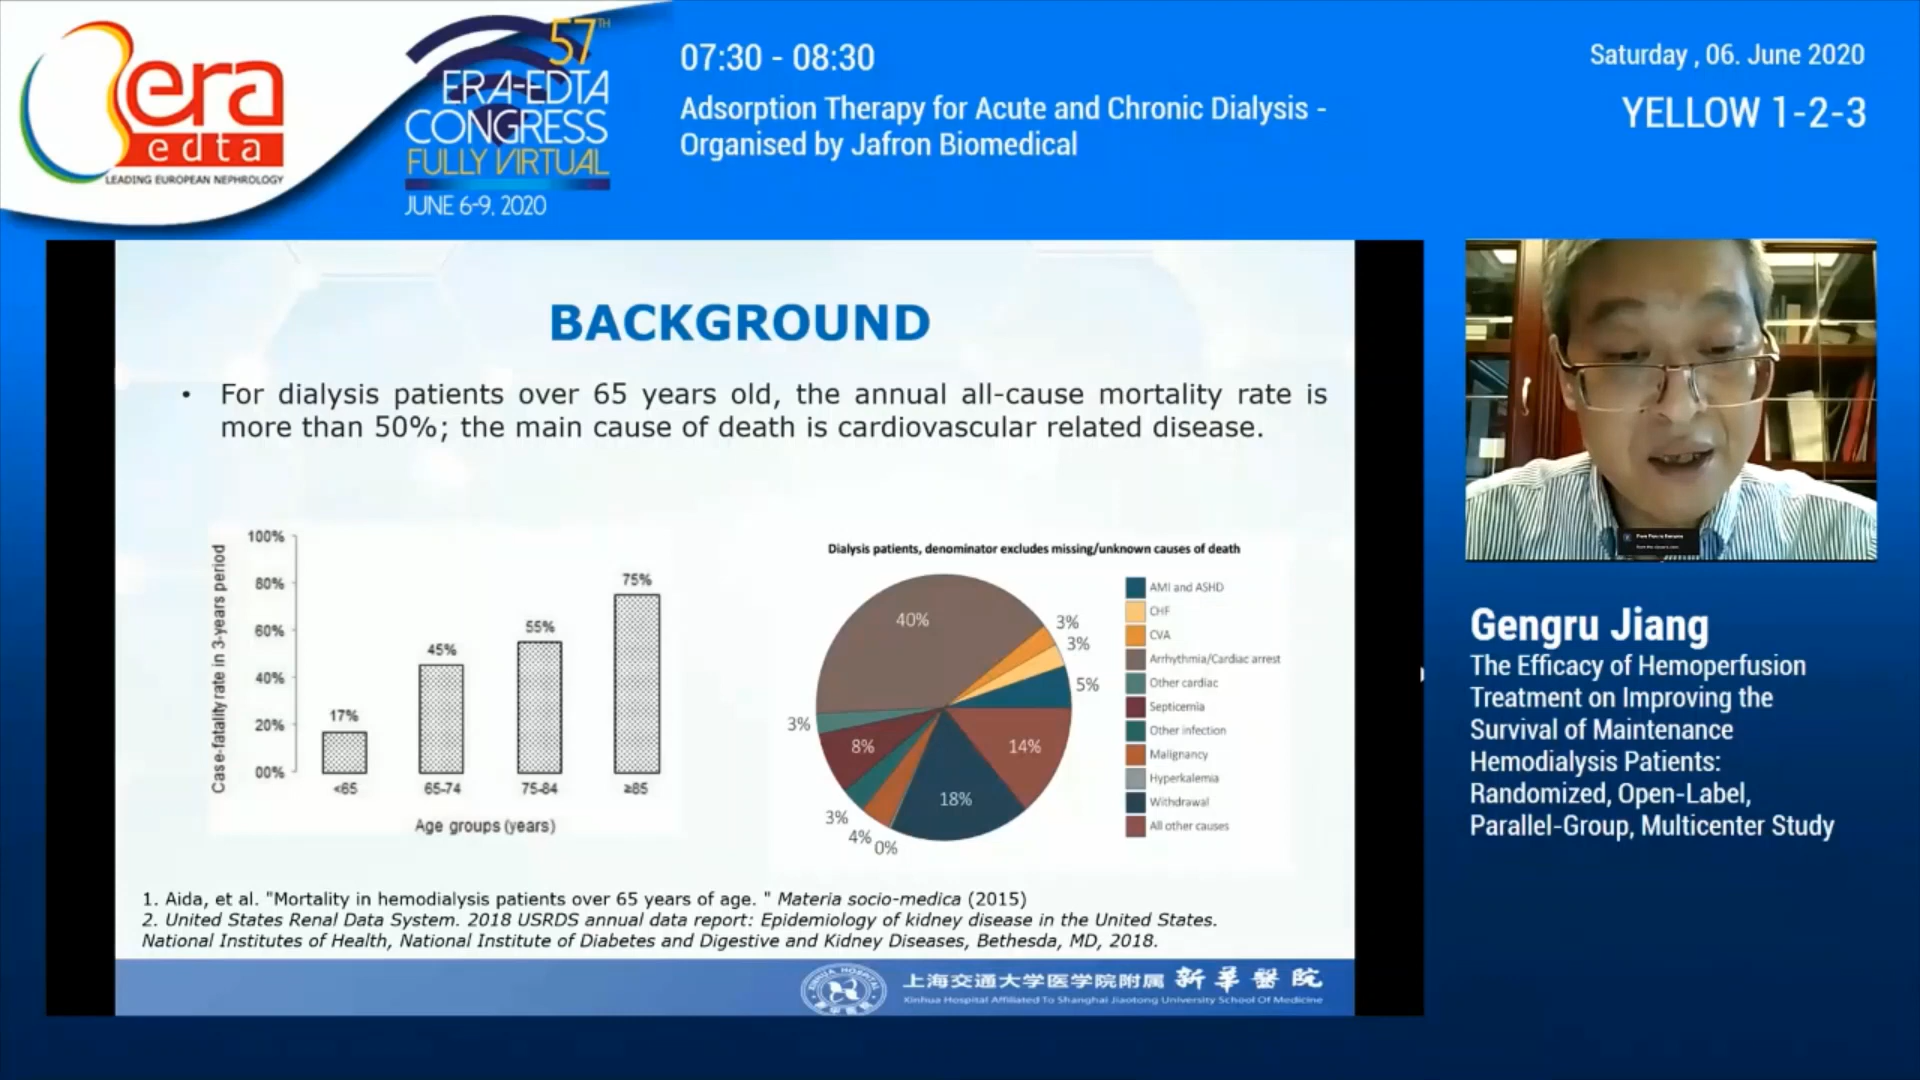 era
edta
LEADING EUROPEAN NEPHROLOGY
57TH
ERA-EDTA
CONGRESS
FULLY VIRTUAL
JUNE 6-9, 2020
07:30 - 08:30
Adsorption Therapy for Acute and Chronic Dialysis -
Organised by Jafron Biomedical
Saturday , 06. June 2020
YELLOW 1-2-3
BACKGROUND
• For dialysis patients over 65 years old, the annual all-cause mortality rate is
more than 50%; the main cause of death is cardiovascular related disease.
Case-fatality rate in 3-years period
100%
80%
60%
40%
20%
00%
17%
45%
55%
75%
<65
65-74
75-84
≥85
Age groups (years)
Dialysis patients, denominator excludes missing/unknown causes of death
40%
3%
3%
5%
14%
18%
0%
4%
3%
8%
3%
AMI and ASHD
CHF
CVA
Arrhythmia/Cardiac arrest
Other cardiac
Septicemia
Other infection
Malignancy
Hyperkalemia
Withdrawal
All other causes
1. Aida, et al. "Mortality in hemodialysis patients over 65 years of age. " Materia socio-medica (2015)
2. United States Renal Data System. 2018 USRDS annual data report: Epidemiology of kidney disease in the United States.
National Institutes of Health, National Institute of Diabetes and Digestive and Kidney Diseases, Bethesda, MD, 2018.
XINHUA HOSPITAL
上海交通大学医学院附属 新華醫院
Xinhua Hospital Affiliated To Shanghai Jiaotong University School Of Medicine
Gengru Jiang
The Efficacy of Hemoperfusion
Treatment on Improving the
Survival of Maintenance
Hemodialysis Patients:
Randomized, Open-Label,
Parallel-Group, Multicenter Study